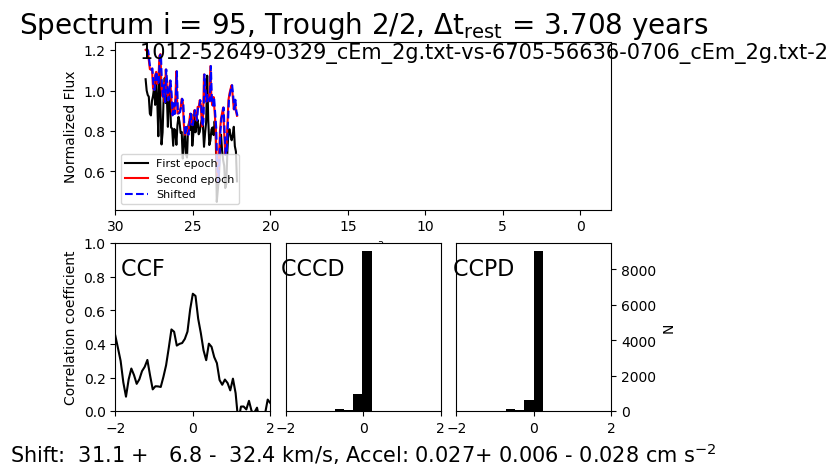 Spectrum i = 95, Trough 2/2, Δt_rest = 3.708 years
1012-52649-0329_cEm_2g.txt-vs-6705-56636-0706_cEm_2g.txt-2
Normalized Flux
1.2
1.0
0.8
0.6
First epoch
Second epoch
Shifted
30 25 20 15 10 5 0
Correlation coefficient
1.0
0.8
0.6
0.4
0.2
0.0
CCF
CCCD
CCPD
8000
6000
4000
2000
0
N
−2 0 2
−2 0 2
−2 0 2
Shift: 31.1 + 6.8 - 32.4 km/s, Accel: 0.027+ 0.006 - 0.028 cm s⁻²